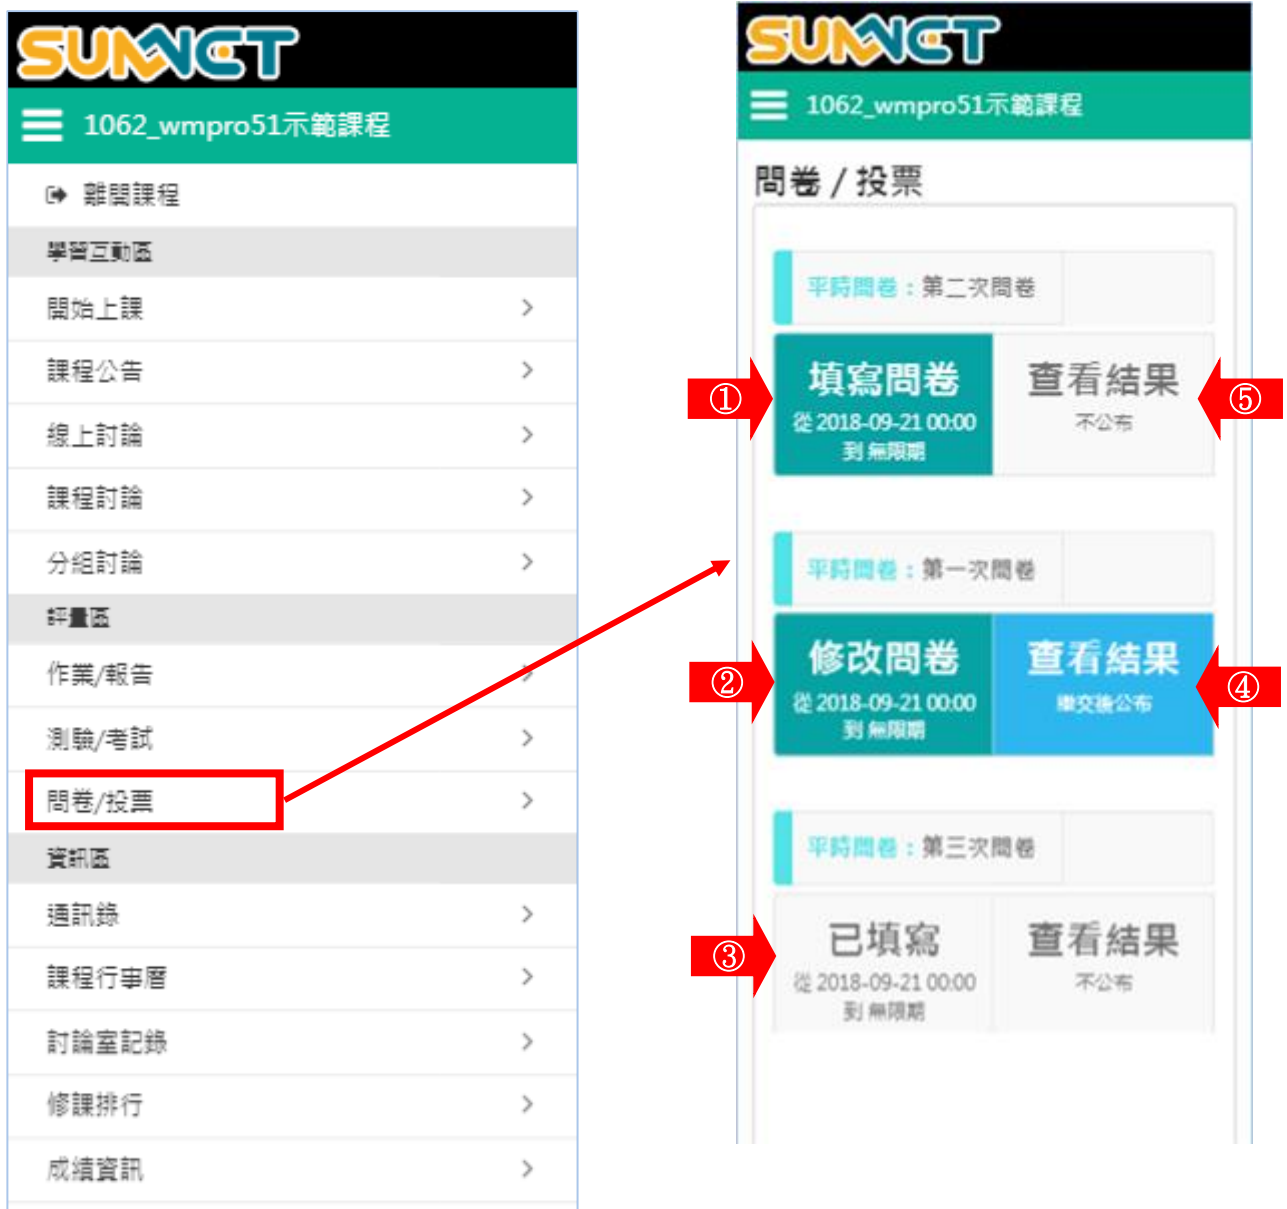 SUNNET
1062_wmpro51示範課程
離開課程
學習互動區
開始上課
課程公告
線上討論
課程討論
分組討論
評量區
作業/報告
測驗/考試
問卷/投票
資訊區
通訊錄
課程行事曆
討論室記錄
修課排行
成績資訊
SUNNET
1062_wmpro51示範課程
問卷 / 投票
平時問卷：第二次問卷
① 填寫問卷 查看結果 ⑤
從 2018-09-21 00:00 不公布
到 無限期
平時問卷：第一次問卷
② 修改問卷 查看結果 ④
從 2018-09-21 00:00 繳交後公布
到 無限期
平時問卷：第三次問卷
③ 已填寫 查看結果
從 2018-09-21 00:00 不公布
到 無限期